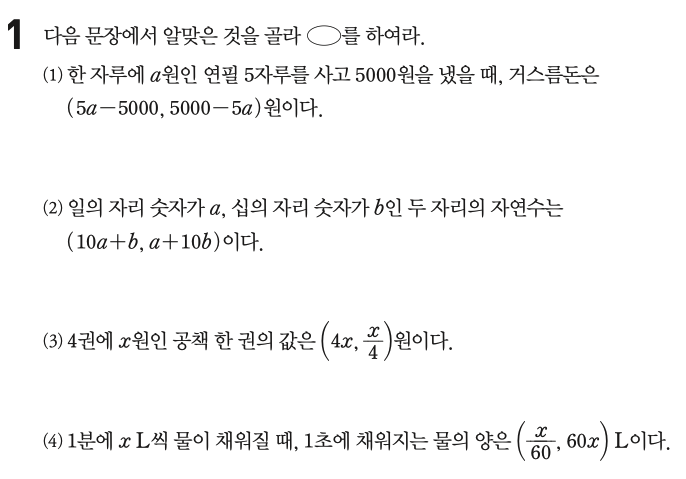 1 다음 문장에서 알맞은 것을 골라 ◯를 하여라.
(1) 한 자루에 a원인 연필 5자루를 사고 5000원을 냈을 때, 거스름돈은
(5a-5000, 5000-5a)원이다.
(2) 일의 자리 숫자가 a, 십의 자리 숫자가 b인 두 자리의 자연수는
(10a+b, a+10b)이다.
(3) 4권에 x원인 공책 한 권의 값은 (4x, x/4)원이다.
(4) 1분에 x L씩 물이 채워질 때, 1초에 채워지는 물의 양은 (x/60, 60x) L이다.